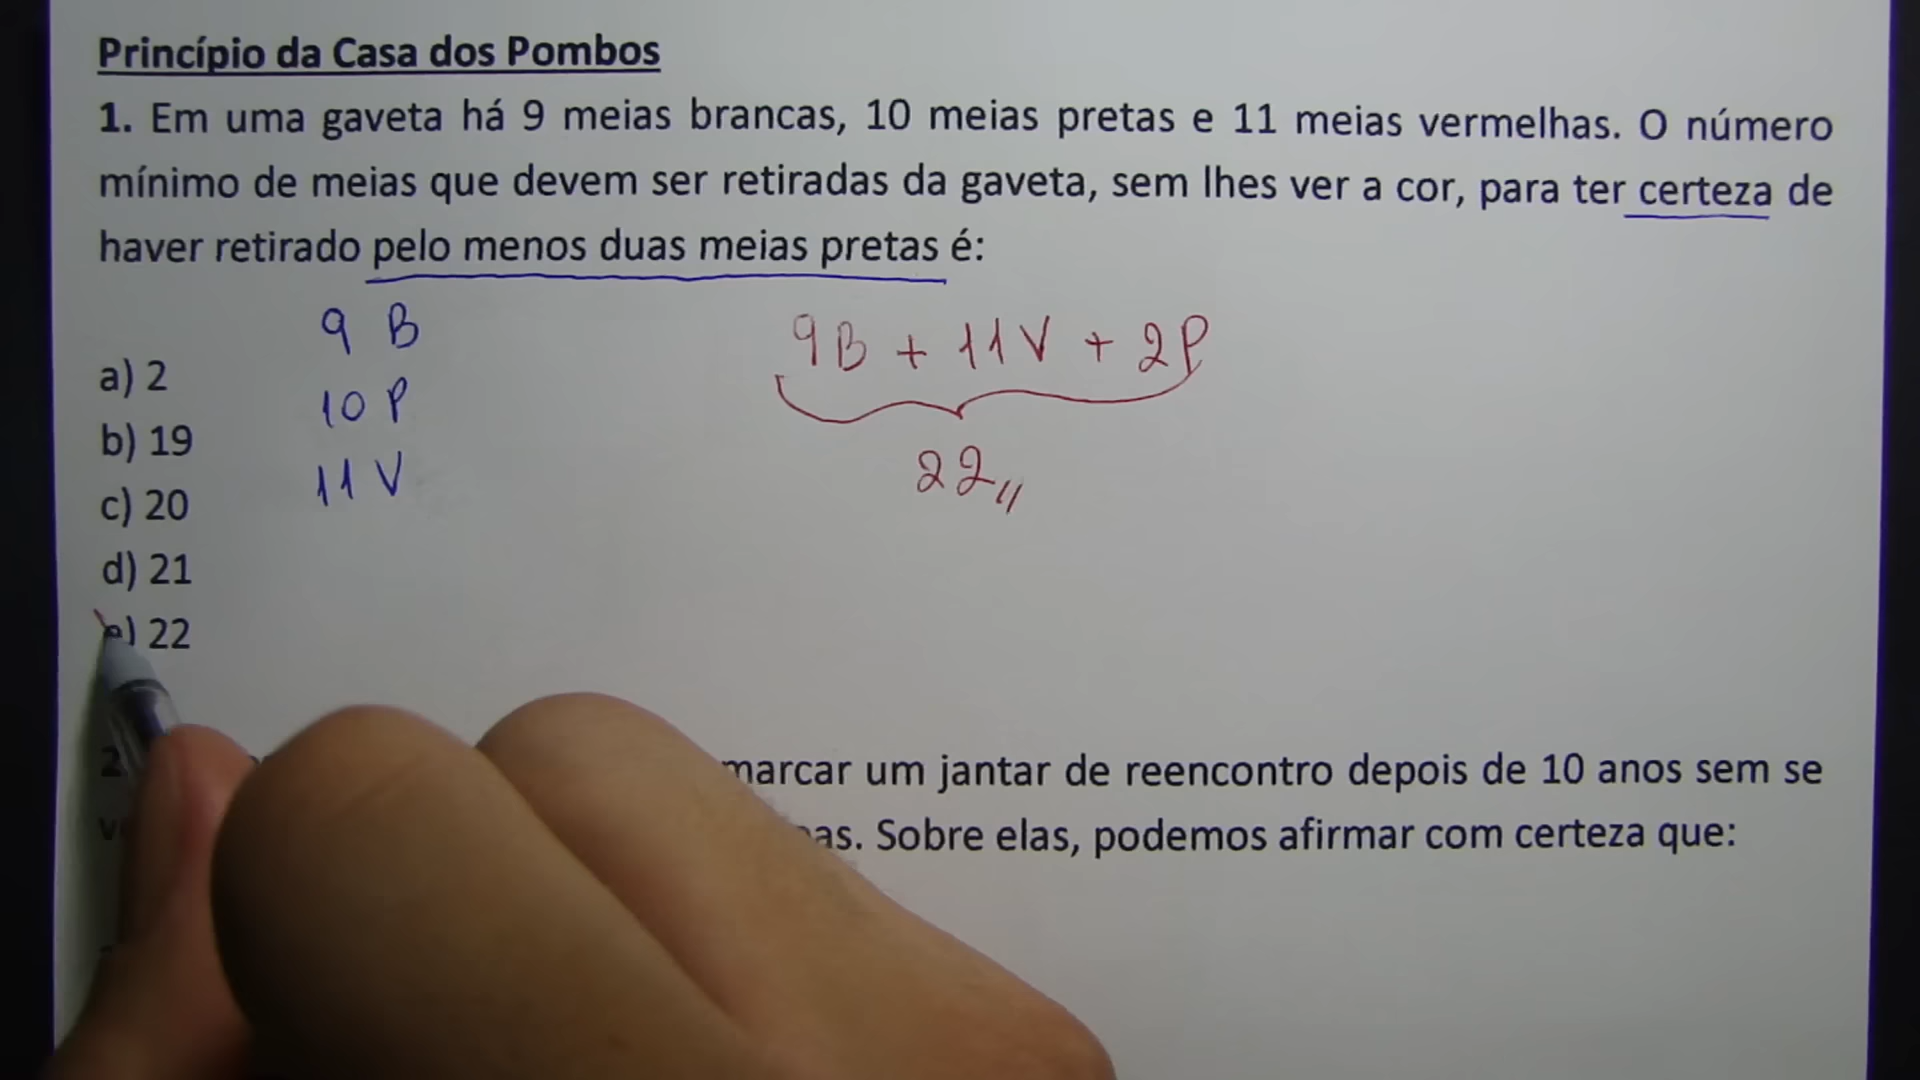 Princípio da Casa dos Pombos
1. Em uma gaveta há 9 meias brancas, 10 meias pretas e 11 meias vermelhas. O número
mínimo de meias que devem ser retiradas da gaveta, sem lhes ver a cor, para ter certeza de
haver retirado pelo menos duas meias pretas é:
9 B
9B + 11V + 2P
a) 2
10 P
b) 19
11 V
22
c) 20
d) 21
e) 22
2
marcar um jantar de reencontro depois de 10 anos sem se
Sobre elas, podemos afirmar com certeza que: